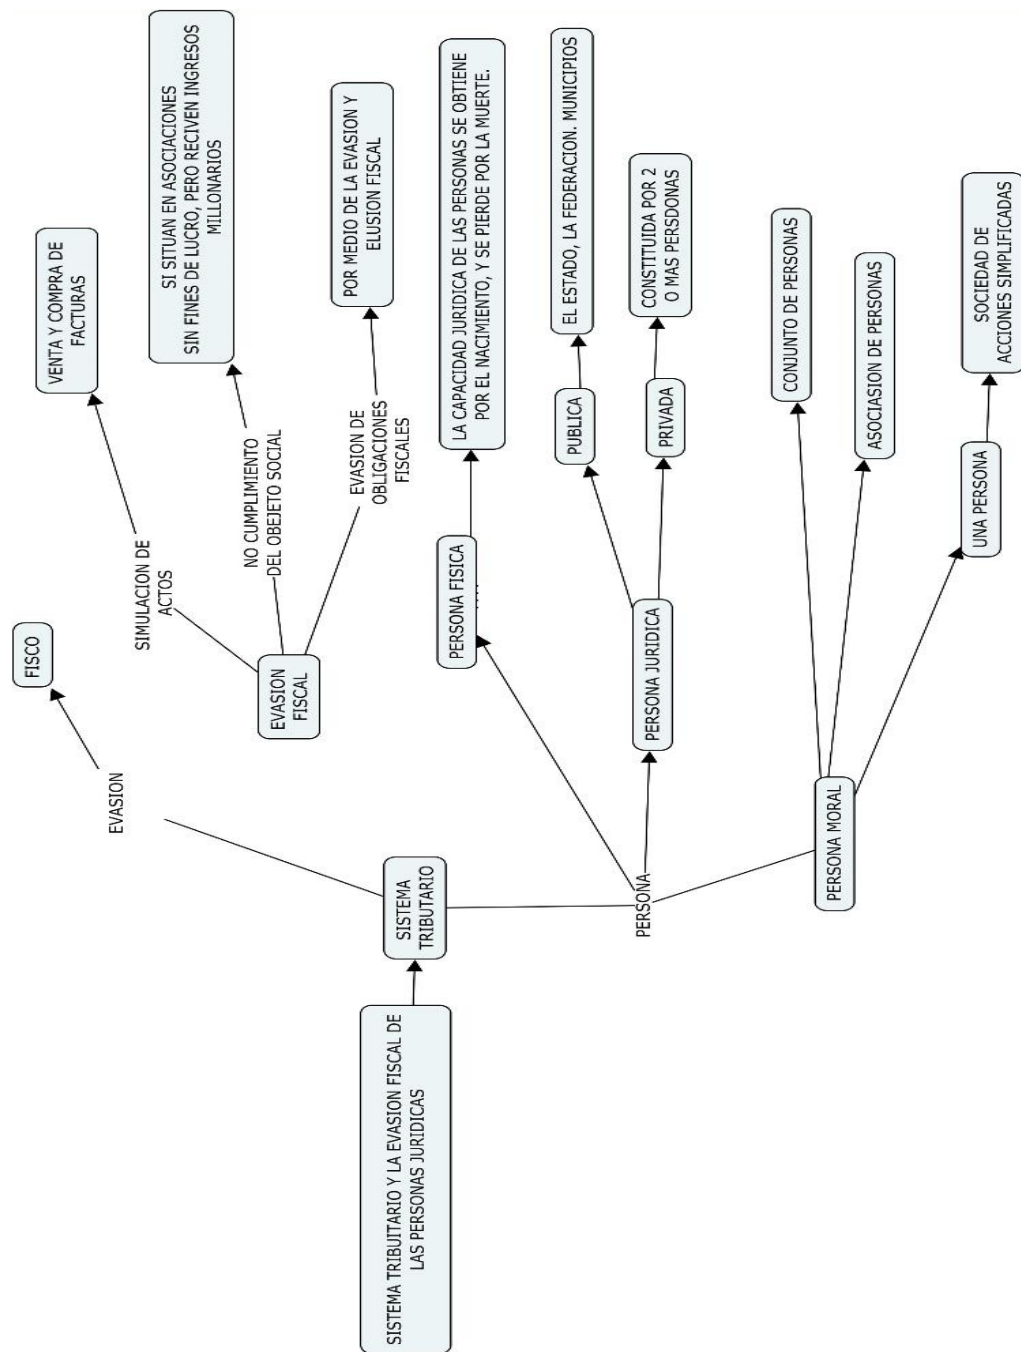 SISTEMA TRIBUITARIO Y LA EVASION FISCAL DE
LAS PERSONAS JURIDICAS
SISTEMA
TRIBUTARIO
EVASION
FISCO
EVASION
FISCAL
SIMULACION DE
ACTOS
VENTA Y COMPRA DE
FACTURAS
NO CUMPLIMIENTO
DEL OBEJETO SOCIAL
SI SITUAN EN ASOCIACIONES
SIN FINES DE LUCRO, PERO RECIVEN INGRESOS
MILLONARIOS
EVASION DE
OBLIGACIONES
FISCALES
POR MEDIO DE LA EVASION Y
ELUSION FISCAL
PERSONA
PERSONA FISICA
....
LA CAPACIDAD JURIDICA DE LAS PERSONAS SE OBTIENE
POR EL NACIMIENTO, Y SE PIERDE POR LA MUERTE.
PERSONA JURIDICA
PUBLICA
EL ESTADO, LA FEDERACION. MUNICIPIOS
PRIVADA
CONSTITUIDA POR 2
O MAS PERSDONAS
PERSONA MORAL
CONJUNTO DE PERSONAS
ASOCIASION DE PERSONAS
UNA PERSONA
SOCIEDAD DE
ACCIONES SIMPLIFICADAS